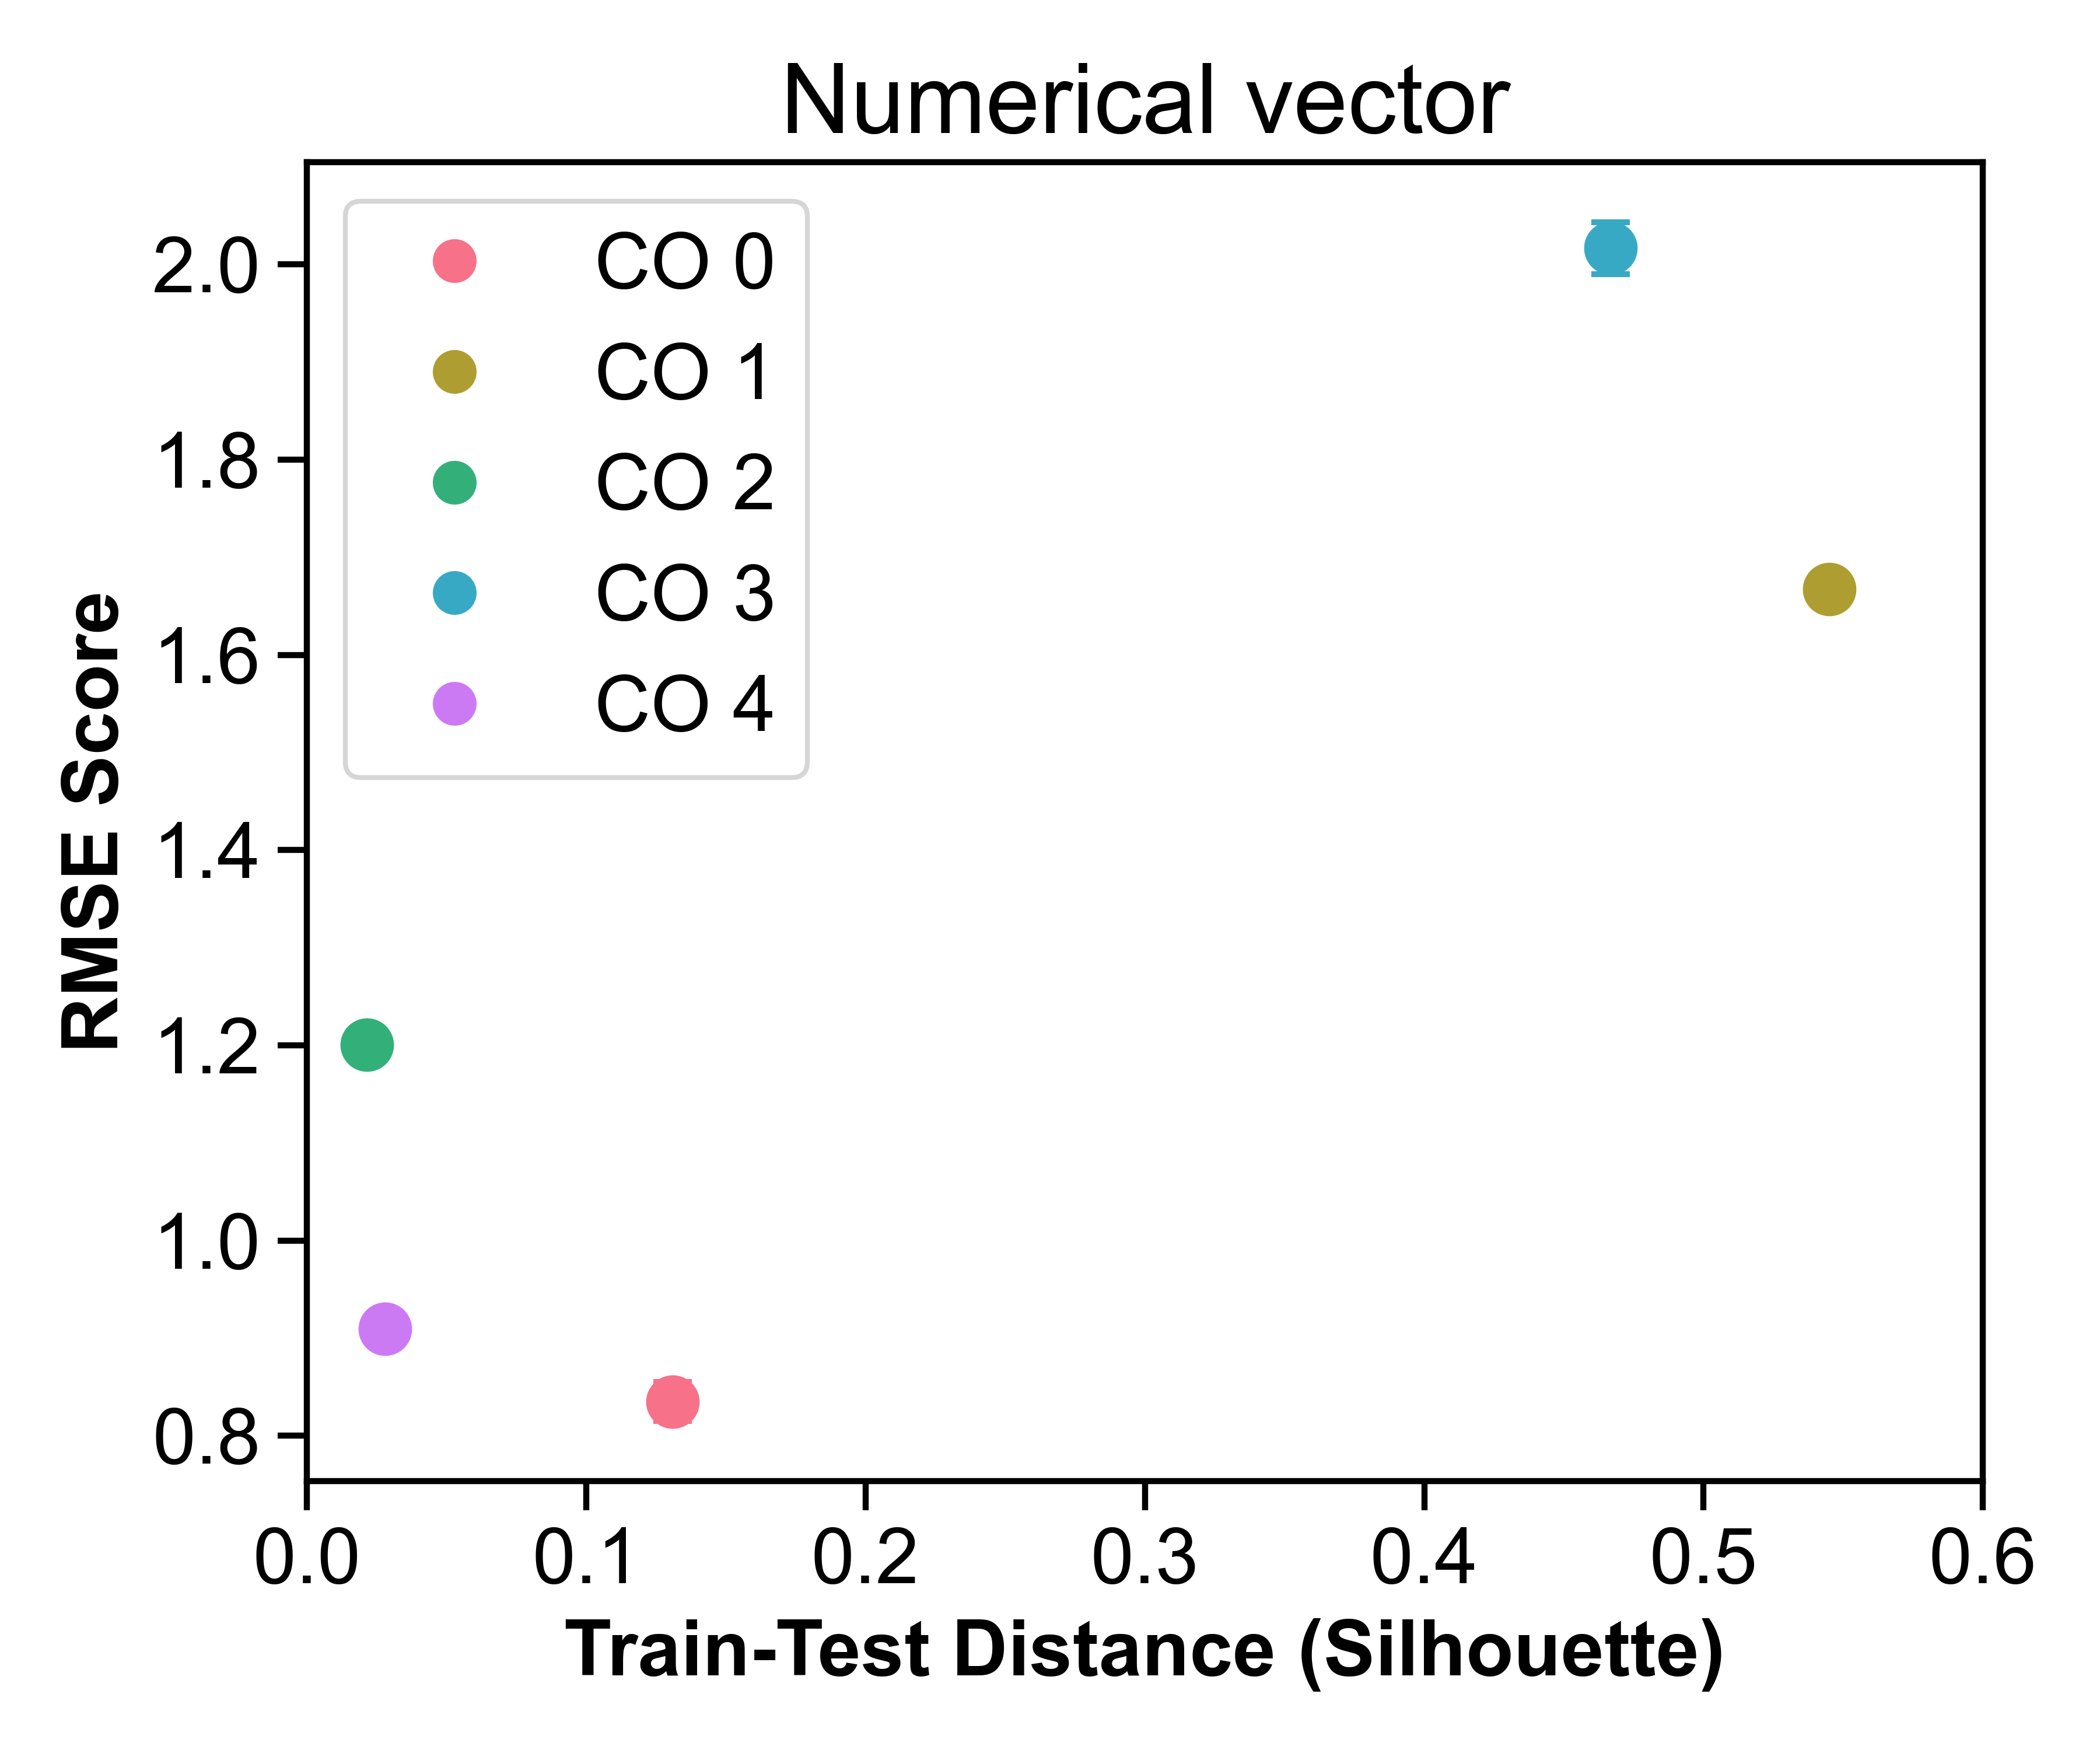 Numerical vector
CO 0
CO 1
CO 2
CO 3
CO 4
RMSE Score
2.0
1.8
1.6
1.4
1.2
1.0
0.8
0.0 0.1 0.2 0.3 0.4 0.5 0.6
Train-Test Distance (Silhouette)